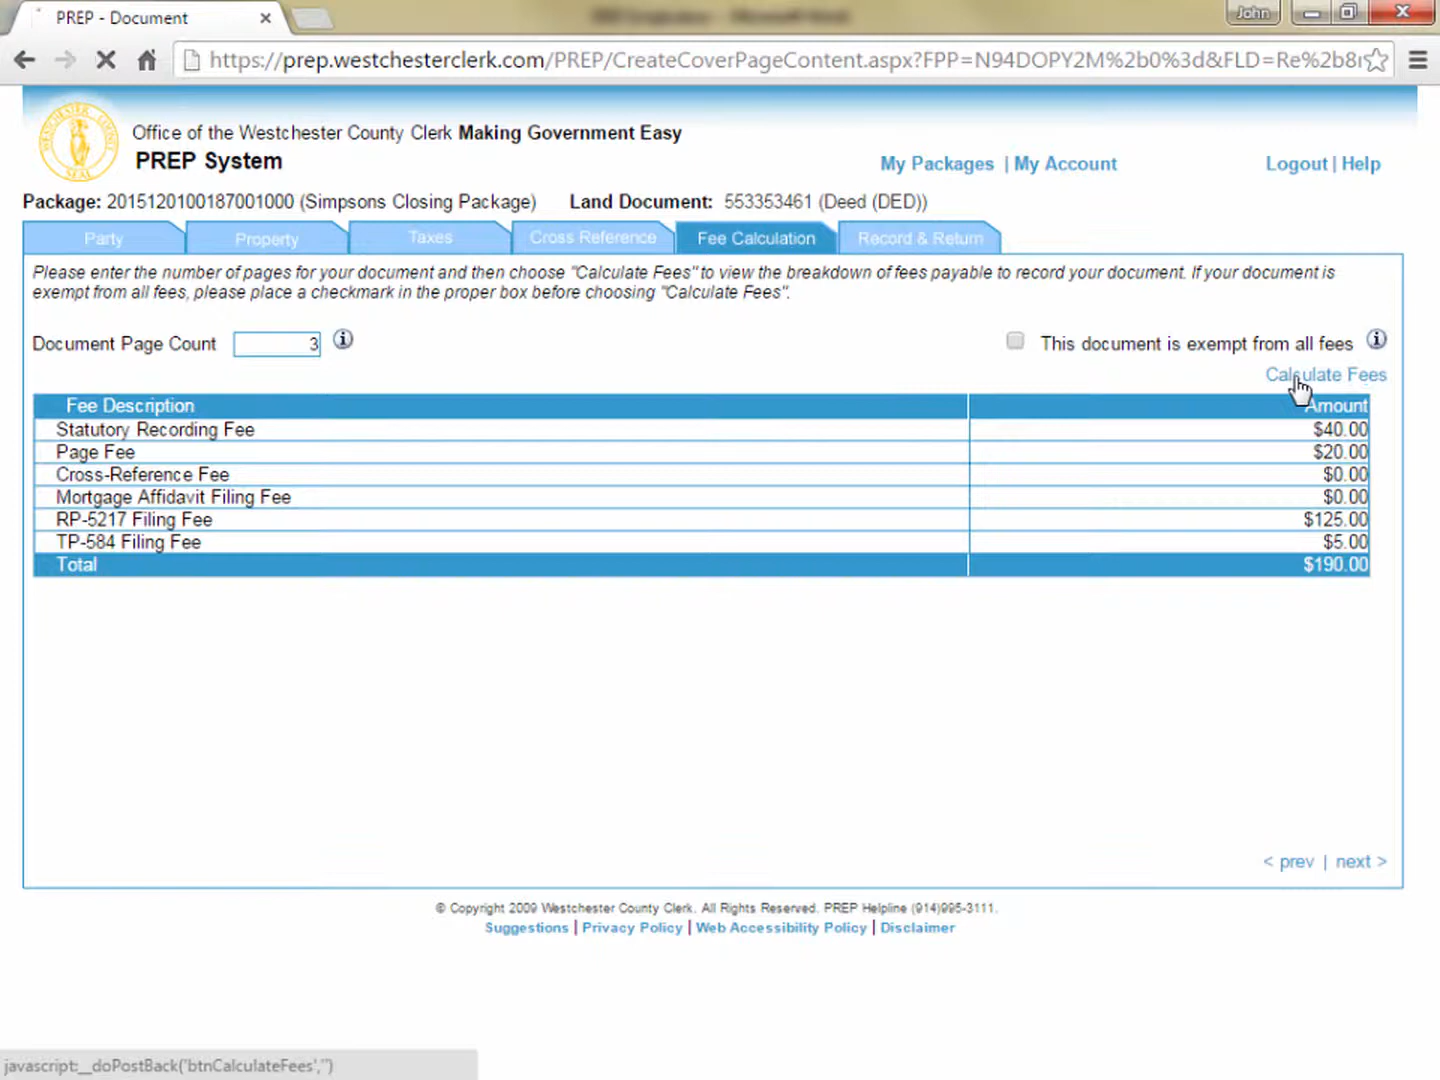 PREP - Document
John
https://prep.westchesterclerk.com/PREP/CreateCoverPageContent.aspx?FPP=N94DOPY2M%2b0%3d&FLD=Re%2b8
Office of the Westchester County Clerk Making Government Easy
PREP System
My Packages | My Account
Logout | Help
Package: 2015120100187001000 (Simpsons Closing Package) Land Document: 553353461 (Deed (DED))
Party Property Taxes Cross Reference Fee Calculation Record & Return
Please enter the number of pages for your document and then choose "Calculate Fees" to view the breakdown of fees payable to record your document. If your document is
exempt from all fees, please place a checkmark in the proper box before choosing "Calculate Fees".
Document Page Count 3
This document is exempt from all fees
Calculate Fees
Fee Description Amount
Statutory Recording Fee $40.00
Page Fee $20.00
Cross-Reference Fee $0.00
Mortgage Affidavit Filing Fee $0.00
RP-5217 Filing Fee $125.00
TP-584 Filing Fee $5.00
Total $190.00
< prev | next >
© Copyright 2009 Westchester County Clerk. All Rights Reserved. PREP Helpline (914)995-3111.
Suggestions | Privacy Policy | Web Accessibility Policy | Disclaimer
javascript:__doPostBack('btnCalculateFees','')